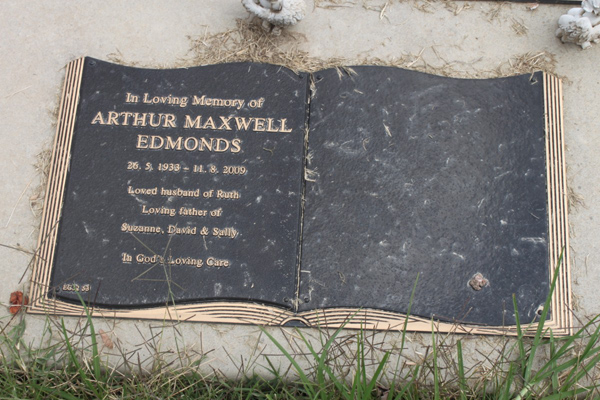 In Loving Memory of
ARTHUR MAXWELL
EDMONDS
26. 5. 1933 - 11. 8. 2009
Loved husband of Ruth
Loving father of
Suzanne, David & Sally
In God's Loving Care